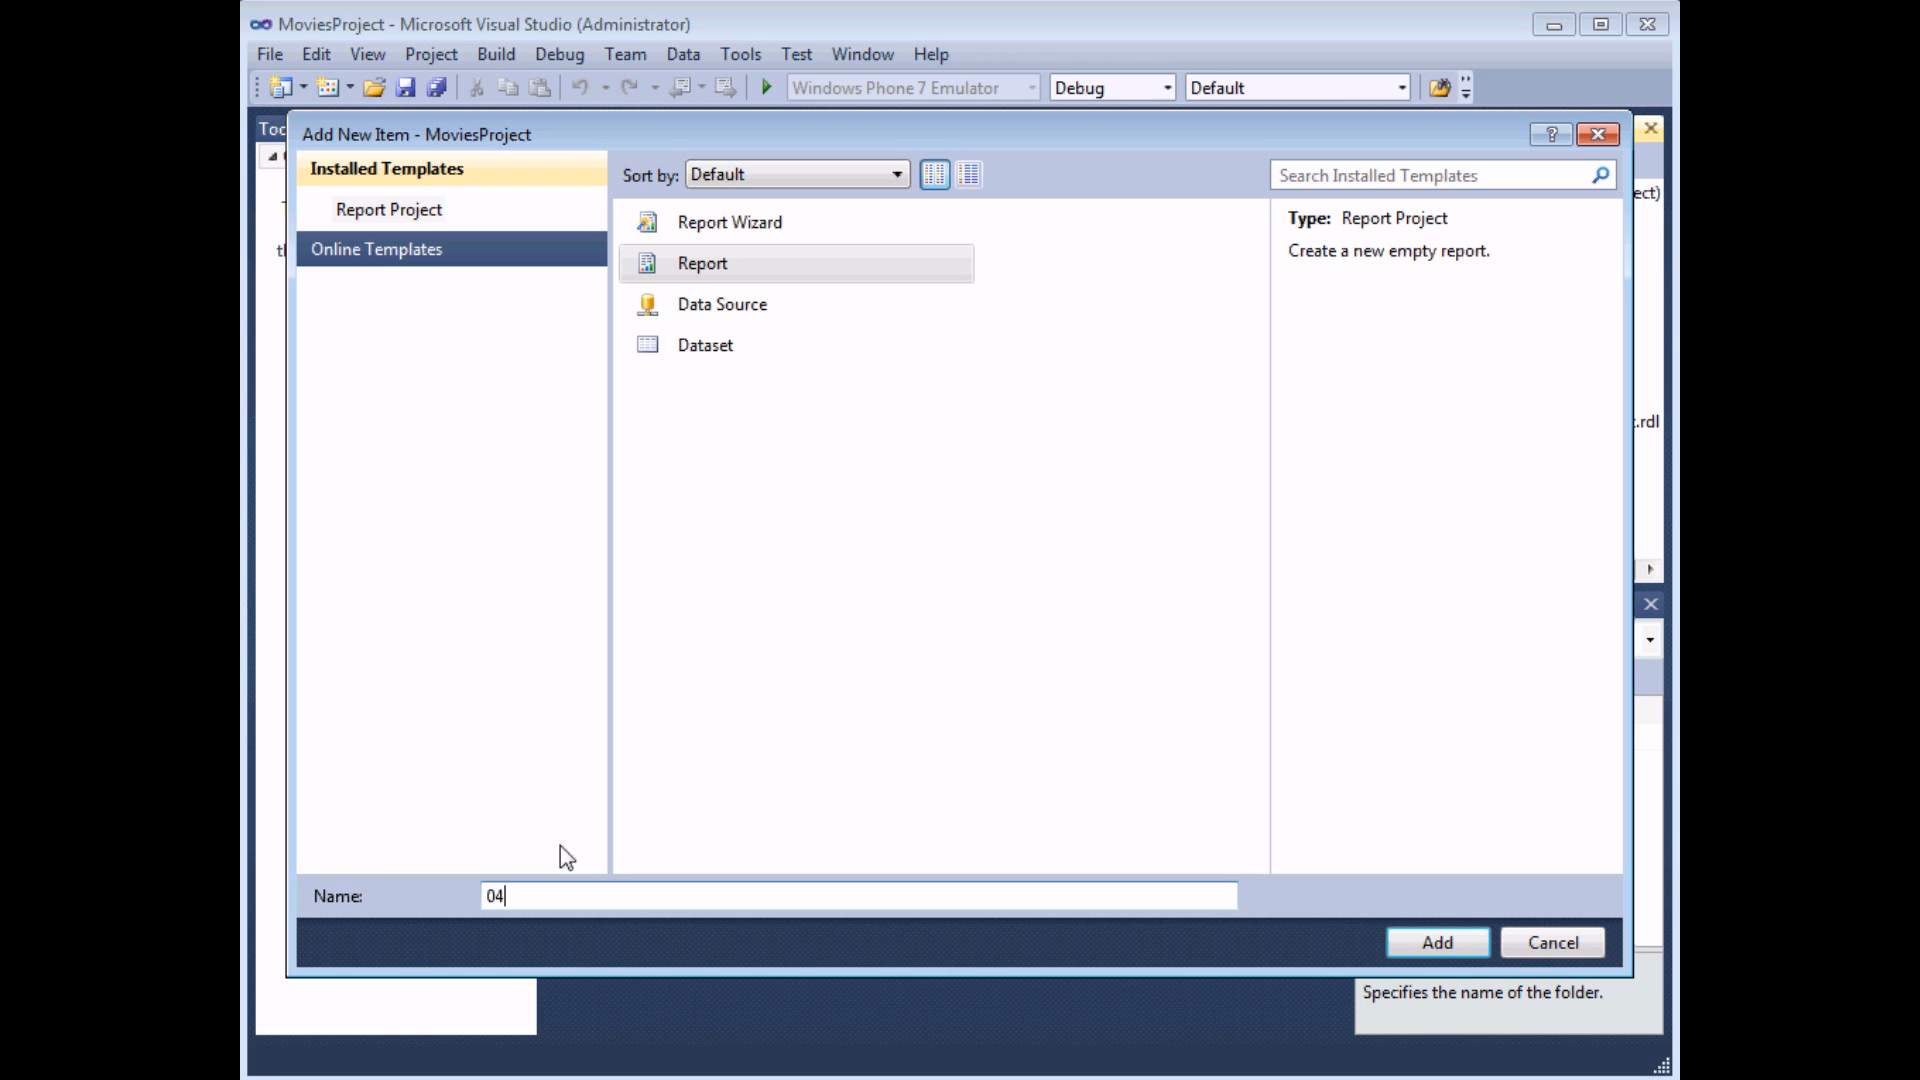 MoviesProject - Microsoft Visual Studio (Administrator)
File Edit View Project Build Debug Team Data Tools Test Window Help
Windows Phone 7 Emulator Debug Default
Add New Item - MoviesProject
Installed Templates
Sort by: Default
Search Installed Templates
Report Project
Online Templates
Report Wizard
Report
Data Source
Dataset
Type: Report Project
Create a new empty report.
ect)
.rdl
Name: 04
Add Cancel
Specifies the name of the folder.